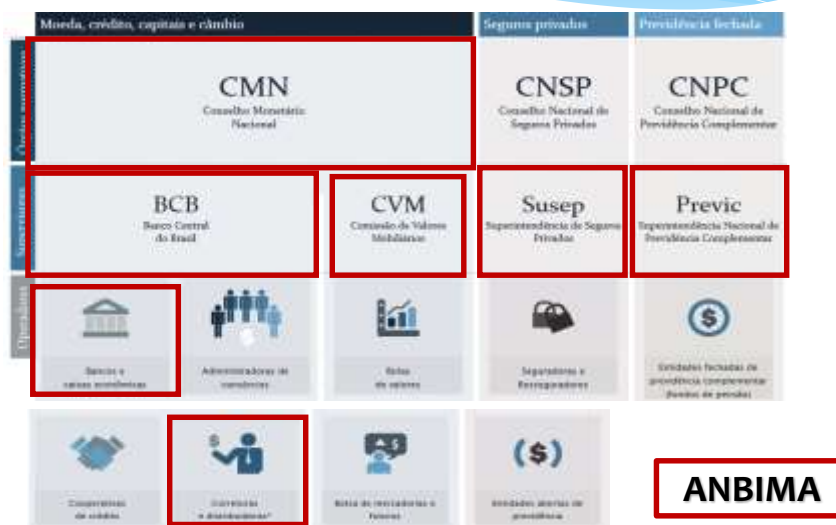 Moeda, crédito, capitais e câmbio
Seguros privados
Previdência fechada
Órgãos normativos
CMN
Conselho Monetário
Nacional
CNSP
Conselho Nacional de
Seguros Privados
CNPC
Conselho Nacional de
Previdência Complementar
Supervisores
BCB
Banco Central
do Brasil
CVM
Comissão de Valores
Mobiliários
Susep
Superintendência de Seguros
Privados
Previc
Superintendência Nacional de
Previdência Complementar
Operadores
Bancos e
caixas econômicas
Administradoras de
consórcios
Bolsa
de valores
Seguradoras e
Resseguradores
Entidades fechadas de
previdência complementar
(fundos de pensão)
Cooperativas
de crédito
Corretoras
e distribuidoras*
Bolsa de mercadorias e
futuros
Entidades abertas de
previdência
ANBIMA